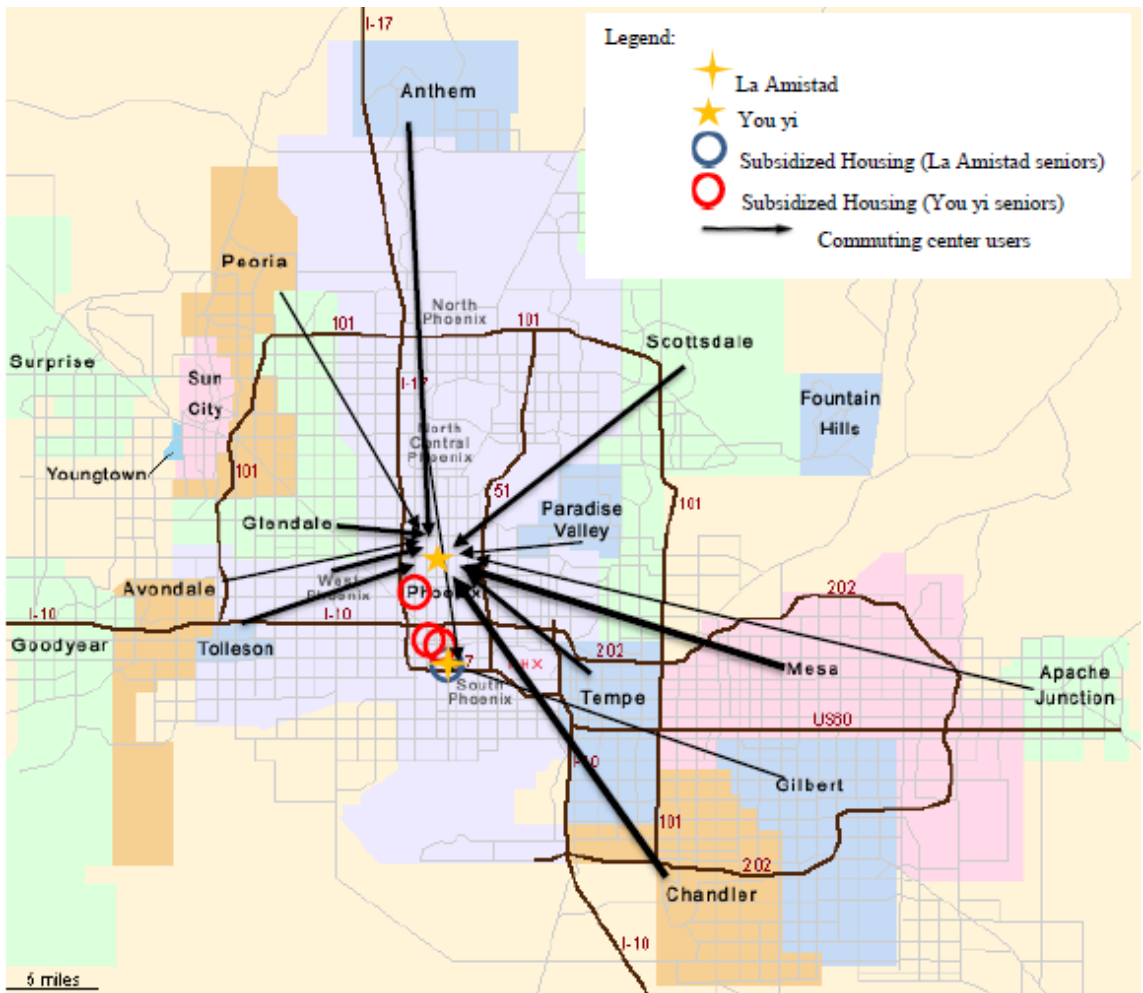 I-17
Legend:
La Amistad
You yi
Subsidized Housing (La Amistad seniors)
Subsidized Housing (You yi seniors)
Commuting center users
Anthem
Peoria
North
Phoenix
101
101
Scottsdale
Surprise
Sun
City
I-17
Fountain
Hills
North
Central
Phoenix
Youngtown
101
51
101
Paradise
Valley
Glendale
Avondale
West
Phoenix
Phoenix
202
I-10
I-10
Goodyear
Tolleson
202
Mesa
Apache
Junction
South
Phoenix
Tempe
US60
Gilbert
101
202
Chandler
I-10
5 miles